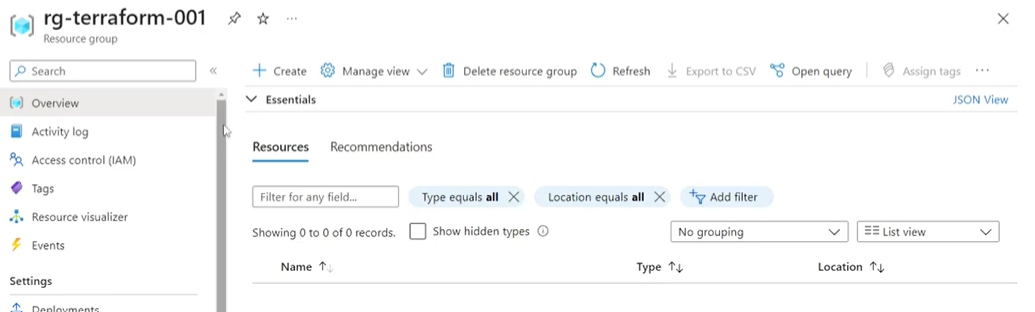 rg-terraform-001
Resource group
Search
Overview
Activity log
Access control (IAM)
Tags
Resource visualizer
Events
Settings
Deployments
Create Manage view Delete resource group Refresh Export to CSV Open query Assign tags ...
Essentials JSON View
Resources Recommendations
Filter for any field... Type equals all Location equals all Add filter
Showing 0 to 0 of 0 records. Show hidden types No grouping List view
Name Type Location